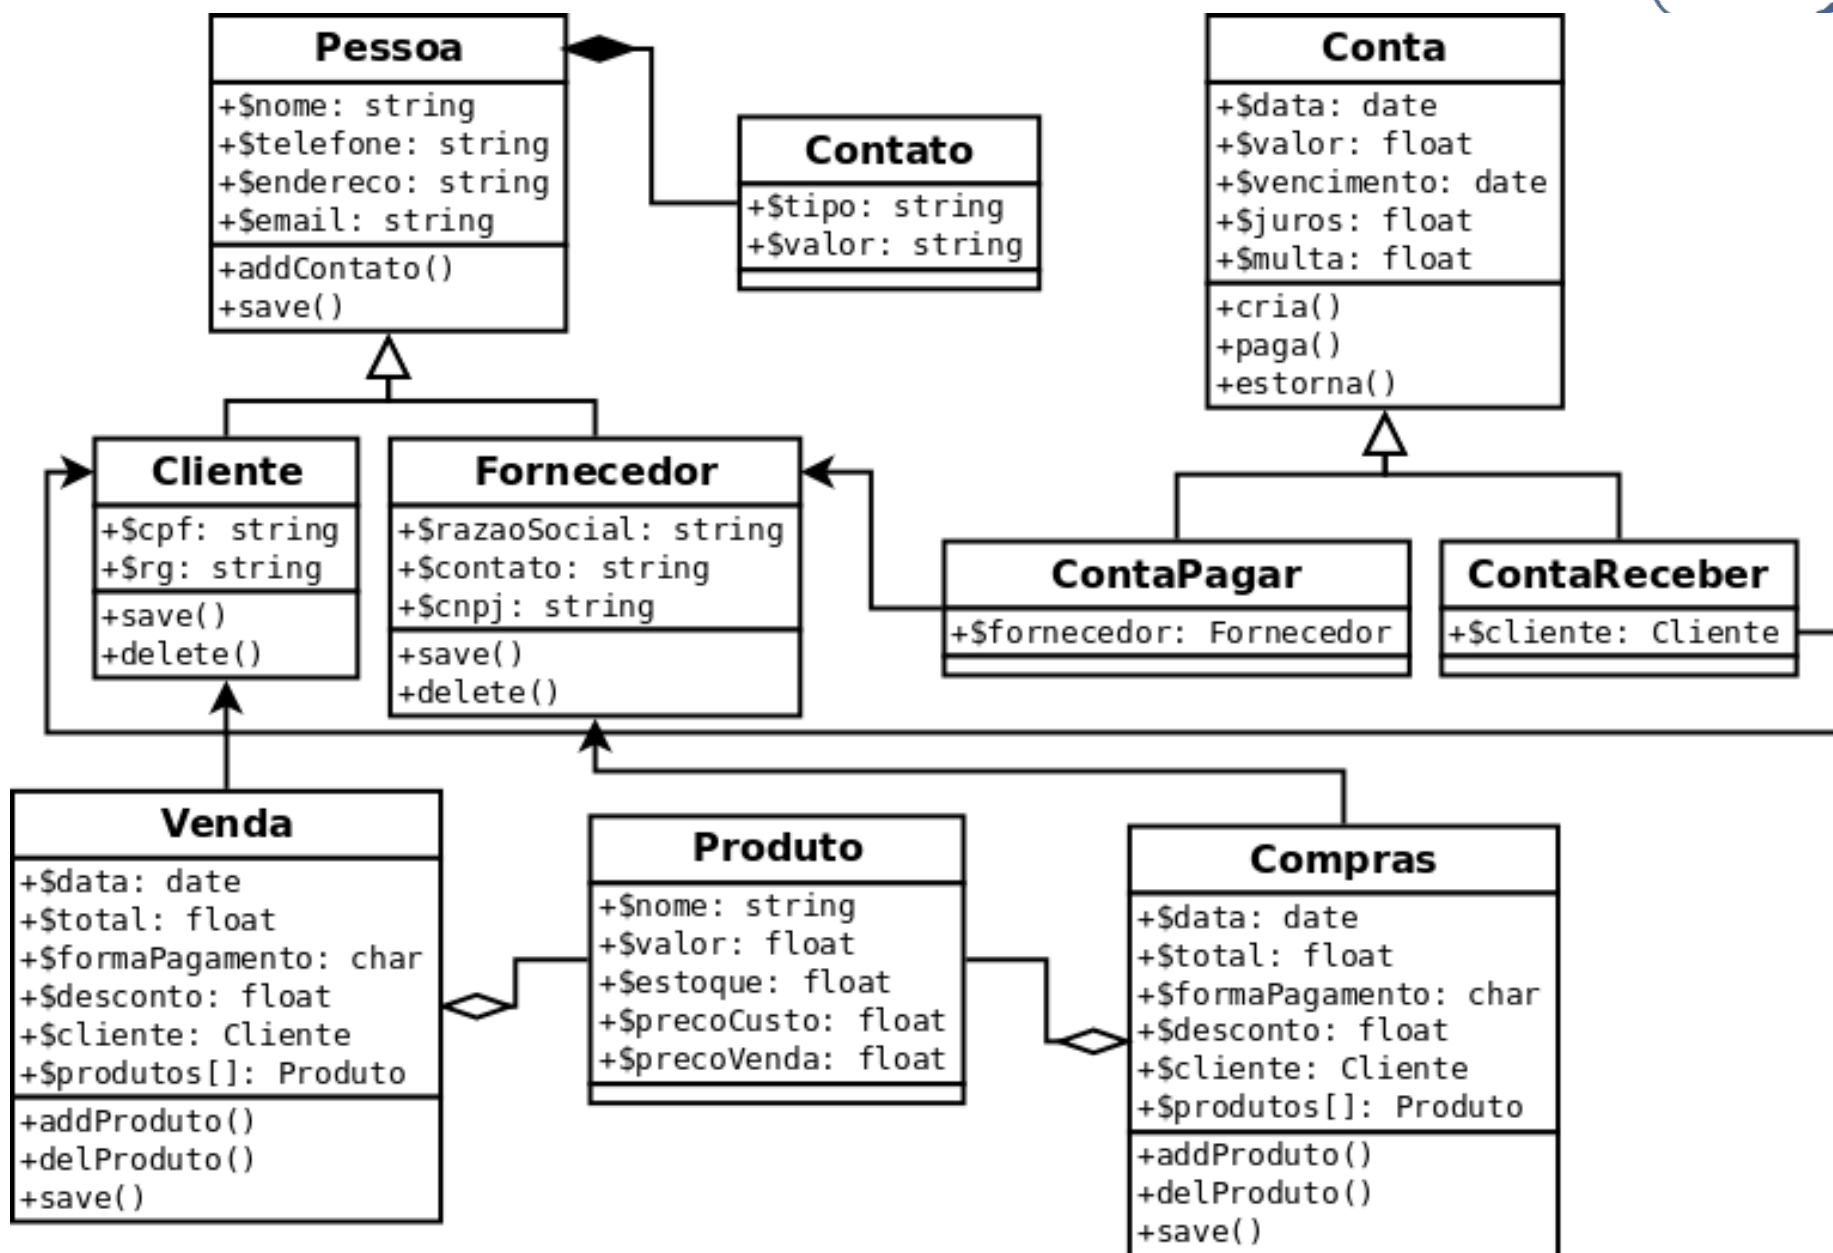 Pessoa
+$nome: string
+$telefone: string
+$endereco: string
+$email: string
+addContato()
+save()
Contato
+$tipo: string
+$valor: string
Conta
+$data: date
+$valor: float
+$vencimento: date
+$juros: float
+$multa: float
+cria()
+paga()
+estorna()
Cliente
+$cpf: string
+$rg: string
+save()
+delete()
Fornecedor
+$razaoSocial: string
+$contato: string
+$cnpj: string
+save()
+delete()
ContaPagar
+$fornecedor: Fornecedor
ContaReceber
+$cliente: Cliente
Venda
+$data: date
+$total: float
+$formaPagamento: char
+$desconto: float
+$cliente: Cliente
+$produtos[]: Produto
+addProduto()
+delProduto()
+save()
Produto
+$nome: string
+$valor: float
+$estoque: float
+$precoCusto: float
+$precoVenda: float
Compras
+$data: date
+$total: float
+$formaPagamento: char
+$desconto: float
+$cliente: Cliente
+$produtos[]: Produto
+addProduto()
+delProduto()
+save()